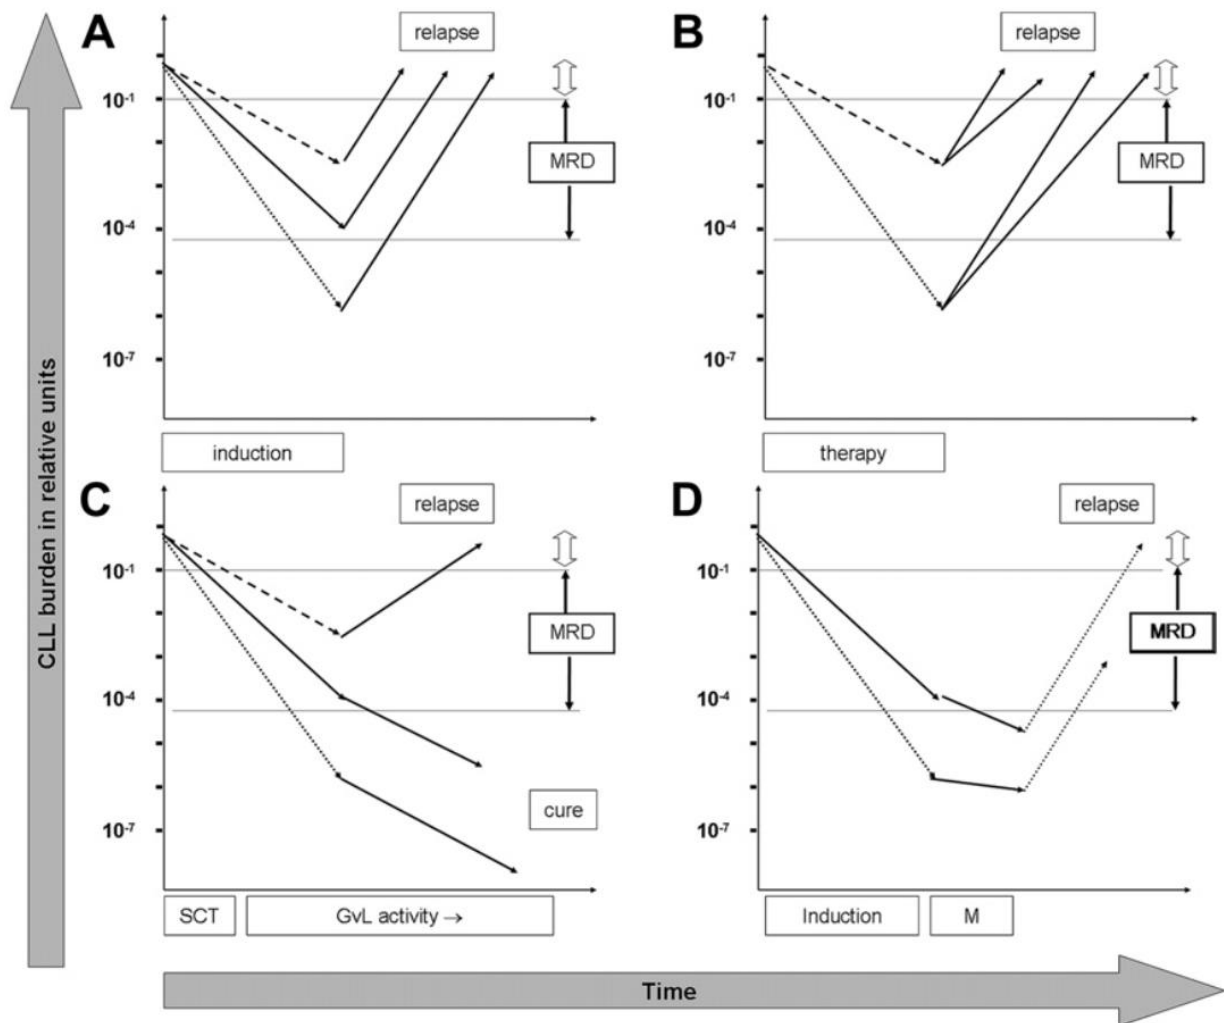 CLL burden in relative units
A
relapse
10-1
MRD
10-4
10-7
induction
B
relapse
10-1
MRD
10-4
10-7
therapy
C
relapse
10-1
MRD
10-4
cure
10-7
SCT
GvL activity →
D
relapse
10-1
MRD
10-4
10-7
Induction
M
Time